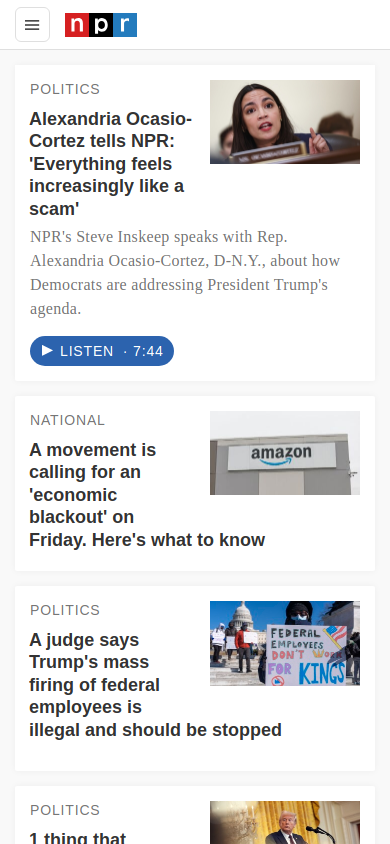 npr
POLITICS
Alexandria Ocasio-
Cortez tells NPR:
'Everything feels
increasingly like a
scam'
NPR's Steve Inskeep speaks with Rep.
Alexandria Ocasio-Cortez, D-N.Y., about how
Democrats are addressing President Trump's
agenda.
LISTEN · 7:44
NATIONAL
A movement is
calling for an
'economic
blackout' on
Friday. Here's what to know
amazon
POLITICS
A judge says
Trump's mass
firing of federal
employees is
illegal and should be stopped
FEDERAL
EMPLOYEES
DON'T WORK
FOR KINGS
POLITICS
1 thing that